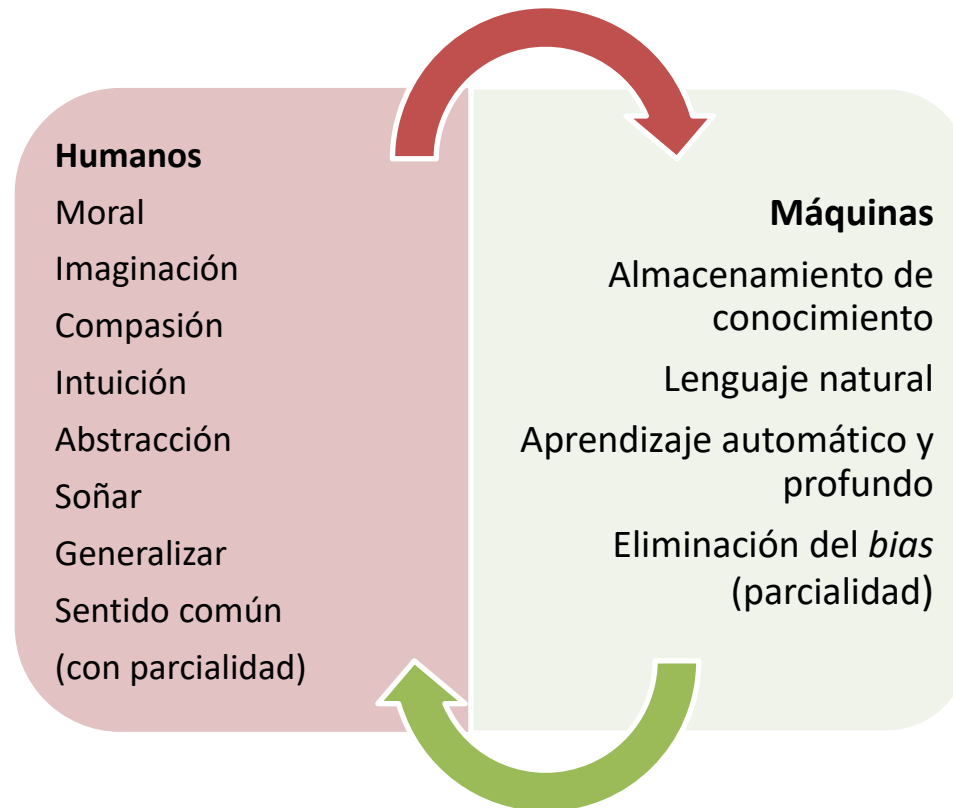 Humanos
Moral
Imaginación
Compasión
Intuición
Abstracción
Soñar
Generalizar
Sentido común
(con parcialidad)
Máquinas
Almacenamiento de
conocimiento
Lenguaje natural
Aprendizaje automático y
profundo
Eliminación del bias
(parcialidad)